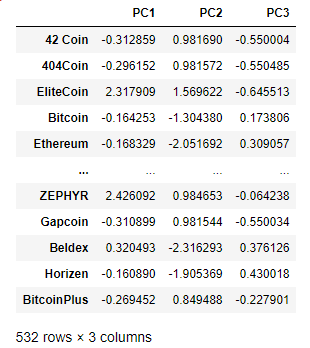 PC1 PC2 PC3
42 Coin -0.312859 0.981690 -0.550004
404Coin -0.296152 0.981572 -0.550485
EliteCoin 2.317909 1.569622 -0.645513
Bitcoin -0.164253 -1.304380 0.173806
Ethereum -0.168329 -2.051692 0.309057
... ... ... ...
ZEPHYR 2.426092 0.984653 -0.064238
Gapcoin -0.310899 0.981544 -0.550034
Beldex 0.320493 -2.316293 0.376126
Horizen -0.160890 -1.905369 0.430018
BitcoinPlus -0.269452 0.849488 -0.227901
532 rows × 3 columns